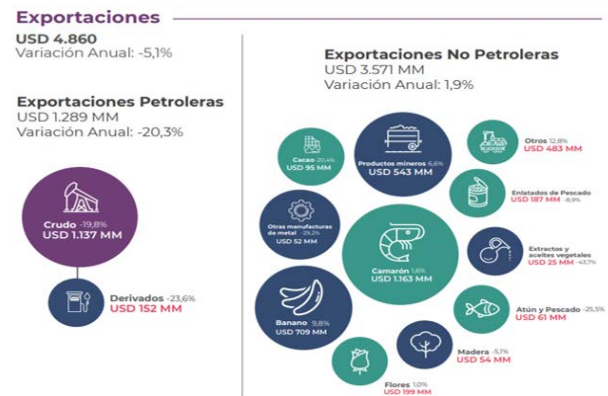 Exportaciones
USD 4.860
Variación Anual: -5,1%
Exportaciones Petroleras
USD 1.289 MM
Variación Anual: -20,3%
Crudo -19,8%
USD 1.137 MM
Derivados -23,6%
USD 152 MM
Exportaciones No Petroleras
USD 3.571 MM
Variación Anual: 1,9%
Cacao -20,4%
USD 95 MM
Productos mineros 6,6%
USD 543 MM
Otros 12,8%
USD 483 MM
Enlatados de Pescado
USD 187 MM -8,9%
Otras manufacturas
de metal -29,2%
USD 52 MM
Camarón 1,6%
USD 1.163 MM
Extractos y
aceites vegetales
USD 25 MM -43,7%
Banano 9,8%
USD 709 MM
Atún y Pescado -25,5%
USD 61 MM
Madera -5,1%
USD 54 MM
Flores 1,0%
USD 199 MM